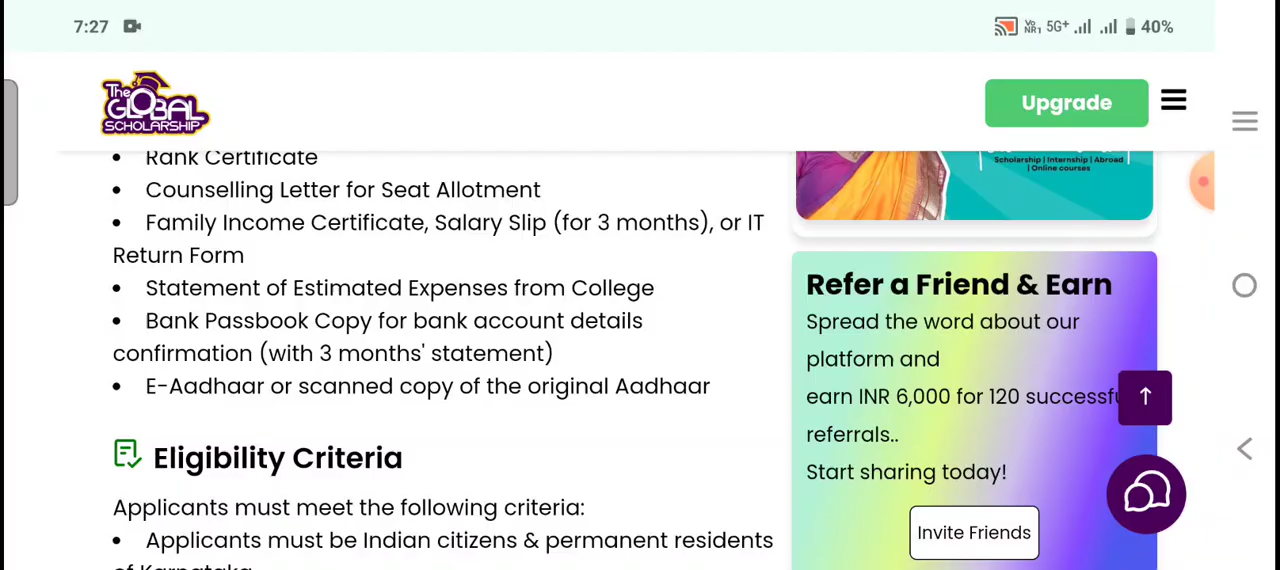 7:27
Vo NR1 5G+ 40%
The
GLOBAL
SCHOLARSHIP
Upgrade
• Rank Certificate
• Counselling Letter for Seat Allotment
• Family Income Certificate, Salary Slip (for 3 months), or IT
Return Form
• Statement of Estimated Expenses from College
• Bank Passbook Copy for bank account details
confirmation (with 3 months' statement)
• E-Aadhaar or scanned copy of the original Aadhaar
Eligibility Criteria
Applicants must meet the following criteria:
• Applicants must be Indian citizens & permanent residents
of Karnataka
Scholarship | Internship | Abroad
| Online courses
Refer a Friend & Earn
Spread the word about our
platform and
earn INR 6,000 for 120 successfu
referrals..
Start sharing today!
Invite Friends